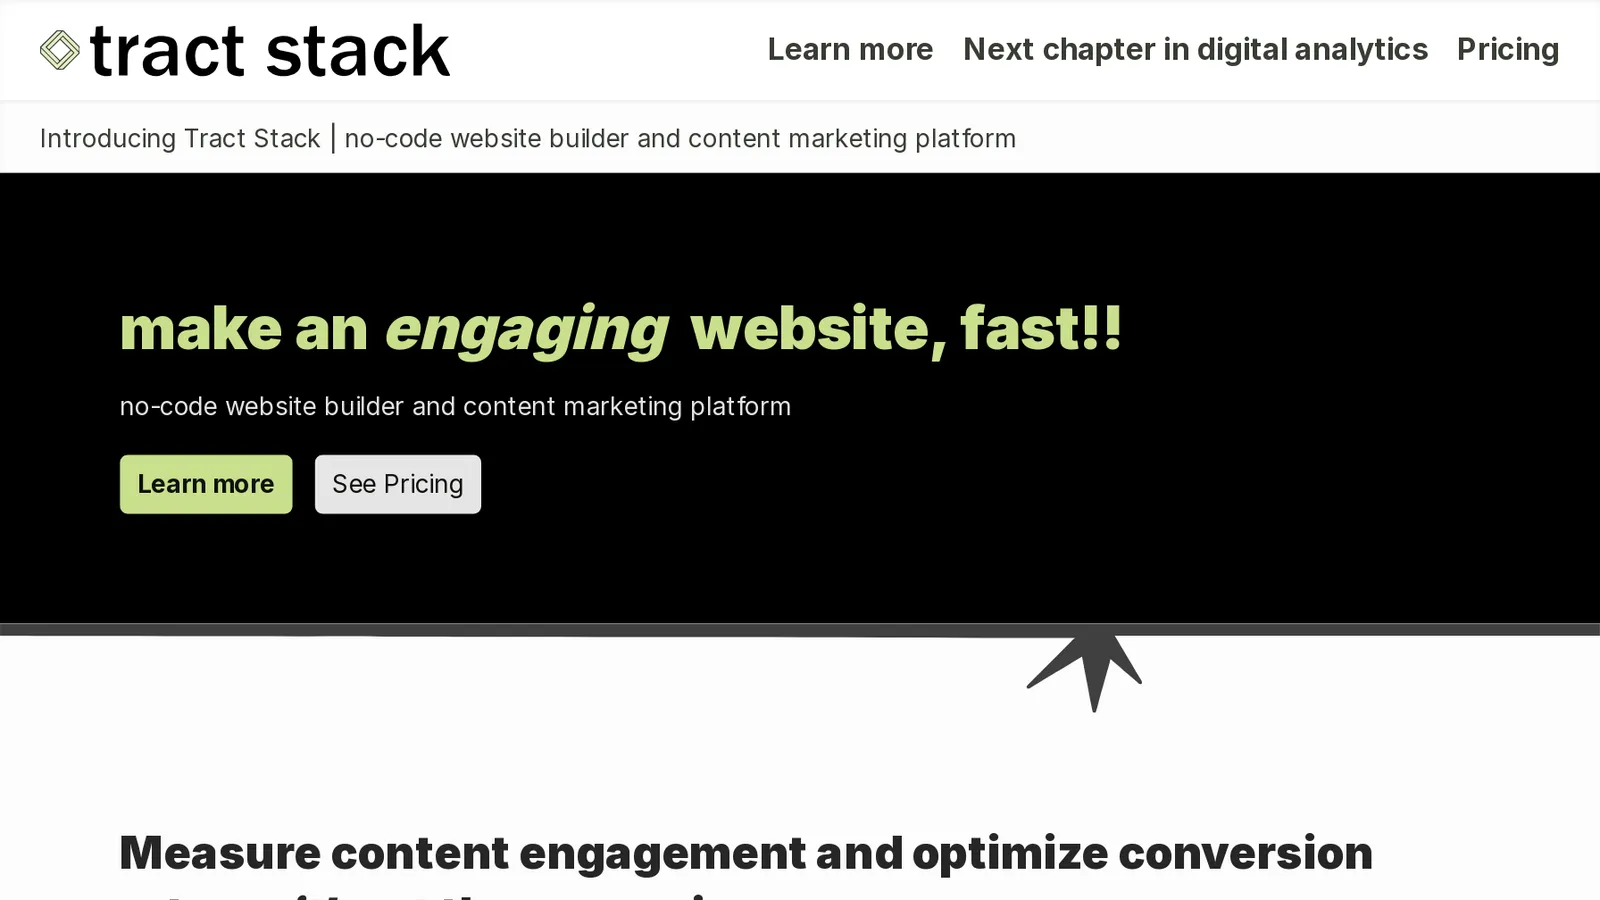 tract stack
Learn more Next chapter in digital analytics Pricing
Introducing Tract Stack | no-code website builder and content marketing platform
make an engaging website, fast!!
no-code website builder and content marketing platform
Learn more See Pricing
Measure content engagement and optimize conversion